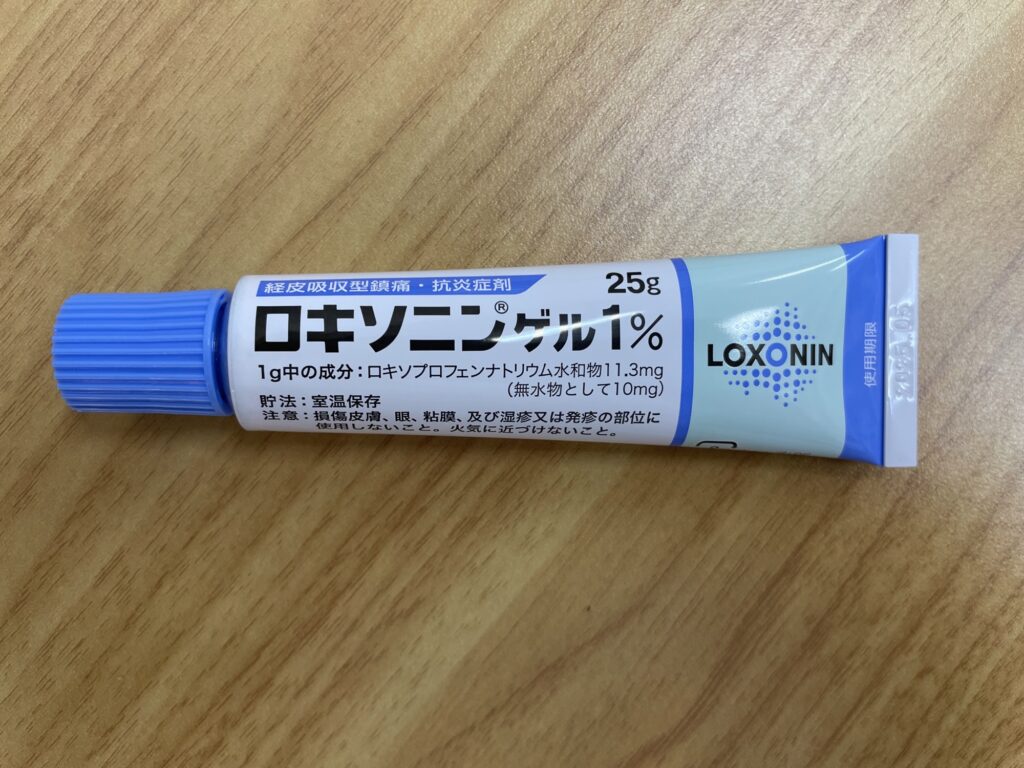 経皮吸収型鎮痛・抗炎症剤
25g
ロキソニン®ゲル1%
1g中の成分：ロキソプロフェンナトリウム水和物11.3mg
（無水物として10mg）
貯法：室温保存
注意：損傷皮膚、眼、粘膜、及び湿疹又は発疹の部位に
使用しないこと。火気に近づけないこと。
LOXONIN
使用期限